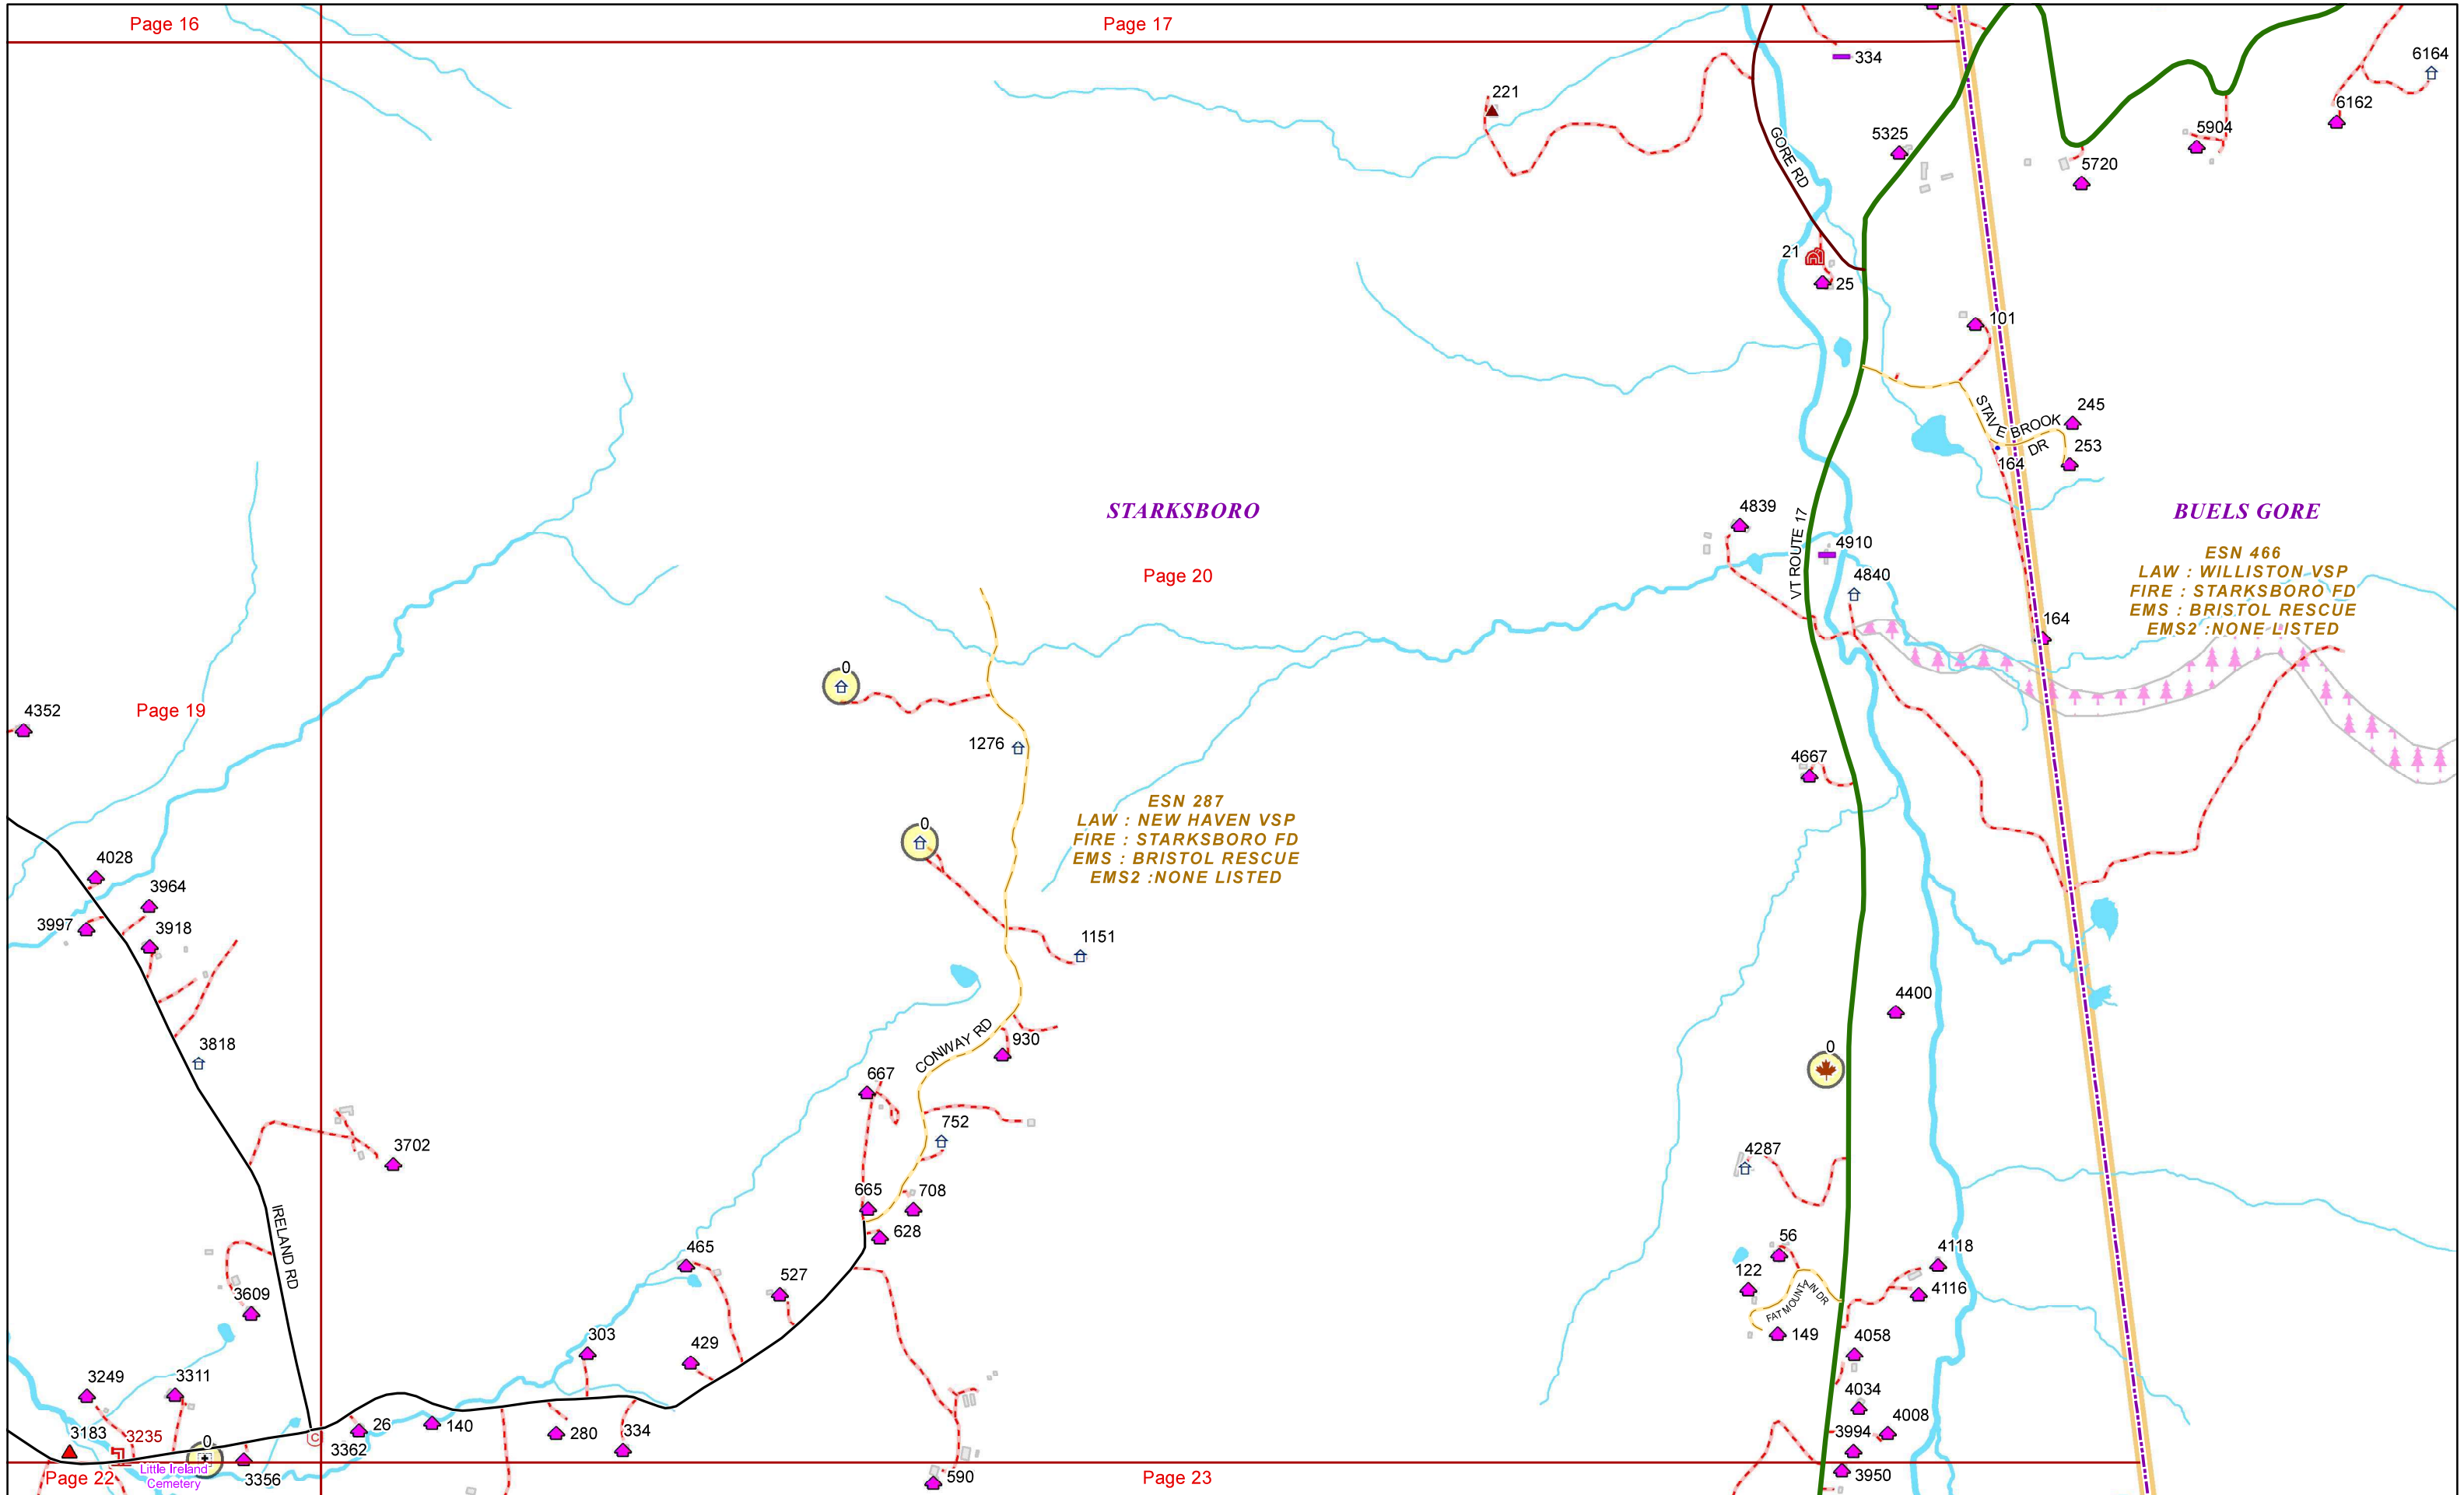 Page 16
Page 17
334
6164
221
6162
GORE RD
5325
5904
5720
21
25
101
STAVE BROOK
DR
245
253
164
STARKSBORO
BUELS GORE
4839
VT ROUTE 17
4910
ESN 466
LAW : WILLISTON VSP
FIRE : STARKSBORO FD
EMS : BRISTOL RESCUE
EMS2 :NONE LISTED
Page 20
4840
164
0
4352
Page 19
1276
4667
ESN 287
LAW : NEW HAVEN VSP
FIRE : STARKSBORO FD
EMS : BRISTOL RESCUE
EMS2 :NONE LISTED
0
4028
3964
3997
3918
1151
4400
3818
CONWAY RD
930
0
667
752
3702
4287
665
708
628
IRELAND RD
465
56
4118
527
122
4116
FAT MOUNTAIN DR
3609
303
429
149
4058
3249
3311
4034
4008
26
140
280
334
3183
3235
0
C
3362
3994
Little Ireland
Cemetery
3356
Page 22
590
Page 23
3950